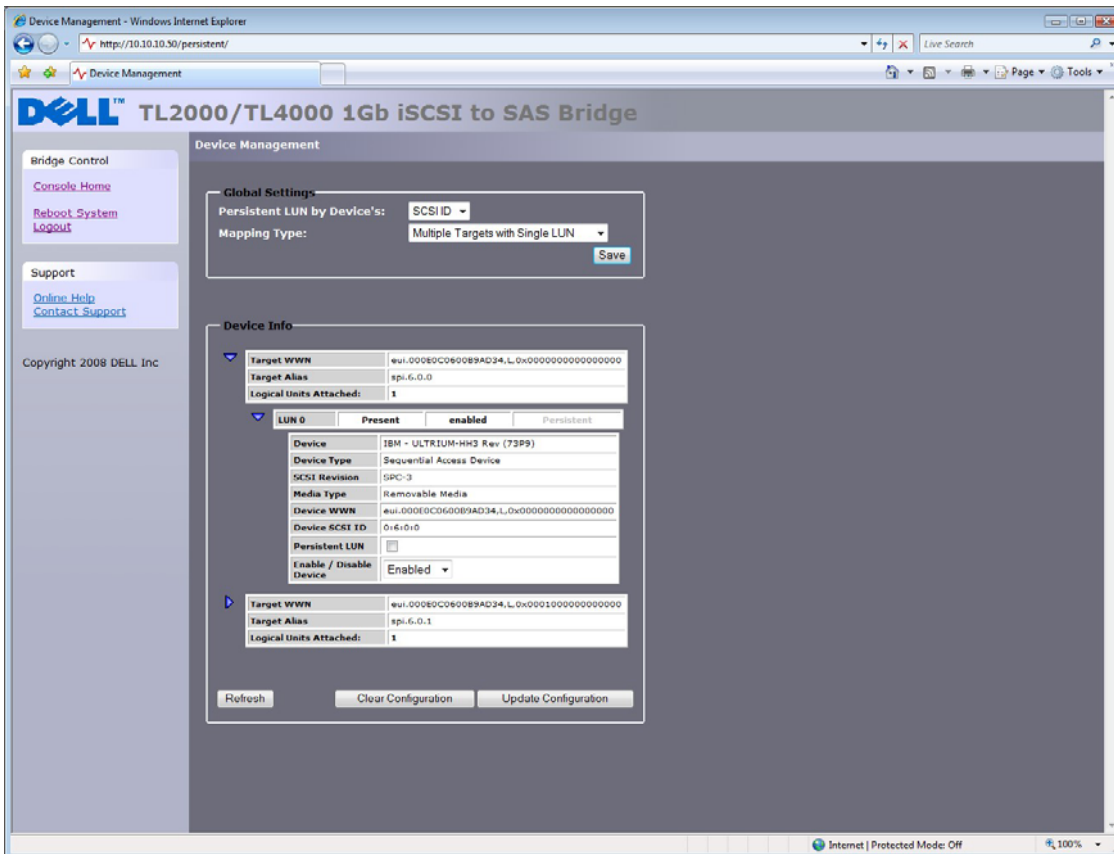 Device Management - Windows Internet Explorer
http://10.10.10.50/persistent/
Live Search
Device Management
Page
Tools
DELL™ TL2000/TL4000 1Gb iSCSI to SAS Bridge
Device Management
Bridge Control
Console Home
Reboot System
Logout
Support
Online Help
Contact Support
Copyright 2008 DELL Inc
Global Settings
Persistent LUN by Device's: SCSI ID
Mapping Type: Multiple Targets with Single LUN
Save
Device Info
Target WWN eui.000E0C0600B9AD34,L,0x0000000000000000
Target Alias spi.6.0.0
Logical Units Attached: 1
LUN 0 Present enabled Persistent
Device IBM - ULTRIUM-HH3 Rev (73P9)
Device Type Sequential Access Device
SCSI Revision SPC-3
Media Type Removable Media
Device WWN eui.000E0C0600B9AD34,L,0x0000000000000000
Device SCSI ID 0:6:0:0
Persistent LUN
Enable / Disable Device Enabled
Target WWN eui.000E0C0600B9AD34,L,0x0001000000000000
Target Alias spi.6.0.1
Logical Units Attached: 1
Refresh Clear Configuration Update Configuration
Internet | Protected Mode: Off
100%